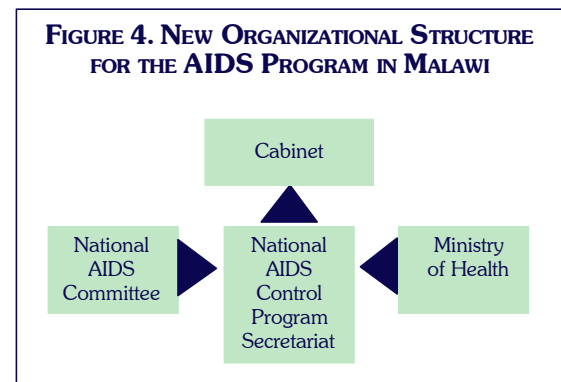 FIGURE 4. NEW ORGANIZATIONAL STRUCTURE
FOR THE AIDS PROGRAM IN MALAWI
Cabinet
National
AIDS
Committee
National
AIDS
Control
Program
Secretariat
Ministry
of Health